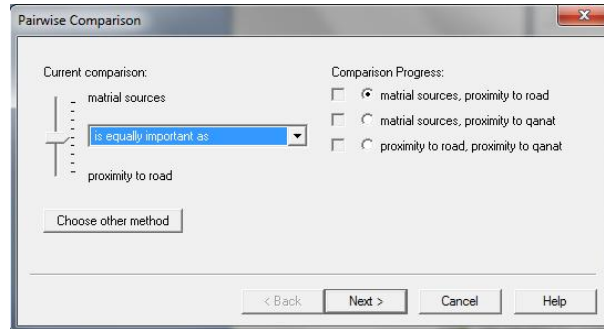 Pairwise Comparison
Current comparison:
matrial sources
is equally important as
proximity to road
Choose other method
Comparison Progress:
matrial sources, proximity to road
matrial sources, proximity to qanat
proximity to road, proximity to qanat
< Back
Next >
Cancel
Help